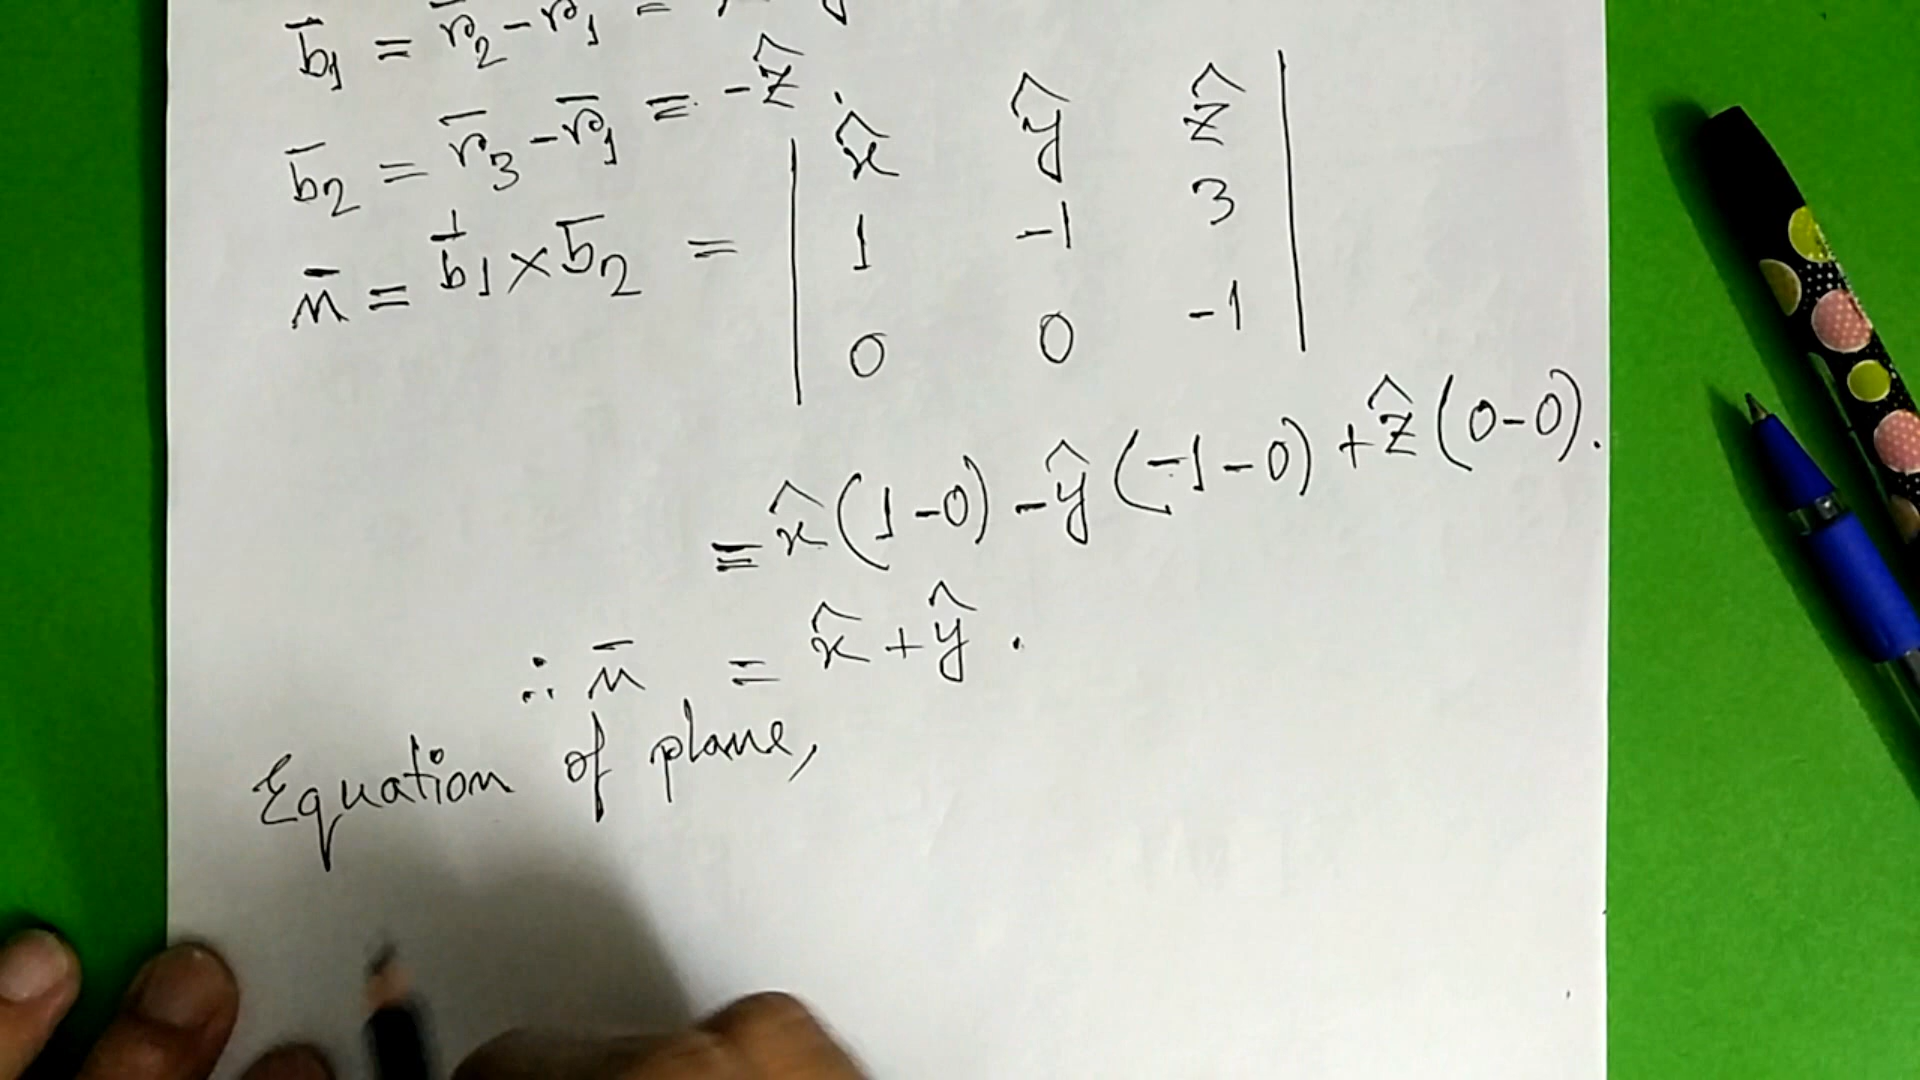 b̄₁ = r̄₂ - r̄₁ =
b̄₂ = r̄₃ - r̄₁ = -ẑ.
n̄ = b̄₁ × b̄₂ = | x̂ ŷ ẑ |
| 1 -1 3 |
| 0 0 -1 |
= x̂(1-0) - ŷ(-1-0) + ẑ(0-0).
∴ n̄ = x̂ + ŷ.
Equation of plane,